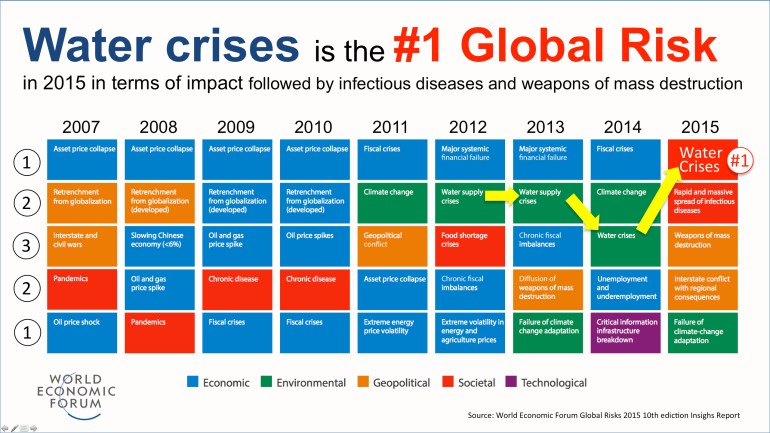 Water crises is the #1 Global Risk
in 2015 in terms of impact followed by infectious diseases and weapons of mass destruction
2007 2008 2009 2010 2011 2012 2013 2014 2015
1
Asset price collapse
Asset price collapse
Asset price collapse
Asset price collapse
Fiscal crises
Major systemic
financial failure
Major systemic
financial failure
Fiscal crises
Water
Crises
#1
2
Retrenchment
from globalization
Retrenchment
from globalization
(developed)
Retrenchment
from globalization
(developed)
Retrenchment
from globalization
(developed)
Climate change
Water supply
crises
Water supply
crises
Climate change
Rapid and massive
spread of infectious
diseases
3
Interstate and
civil wars
Slowing Chinese
economy (<6%)
Oil and gas
price spike
Oil price spikes
Geopolitical
conflict
Food shortage
crises
Chronic fiscal
imbalances
Water crises
Weapons of mass
destruction
2
Pandemics
Oil and gas
price spike
Chronic disease
Chronic disease
Asset price collapse
Chronic fiscal
imbalances
Diffusion of
weapons of mass
destruction
Unemployment
and
underemployment
Interstate conflict
with regional
consequences
1
Oil price shock
Pandemics
Fiscal crises
Fiscal crises
Extreme energy
price volatility
Extreme volatility in
energy and
agriculture prices
Failure of climate
change adaptation
Critical information
infrastructure
breakdown
Failure of
climate-change
adaptation
WORLD
ECONOMIC
FORUM
Economic Environmental Geopolitical Societal Technological
Source: World Economic Forum Global Risks 2015 10th ediction Insighs Report